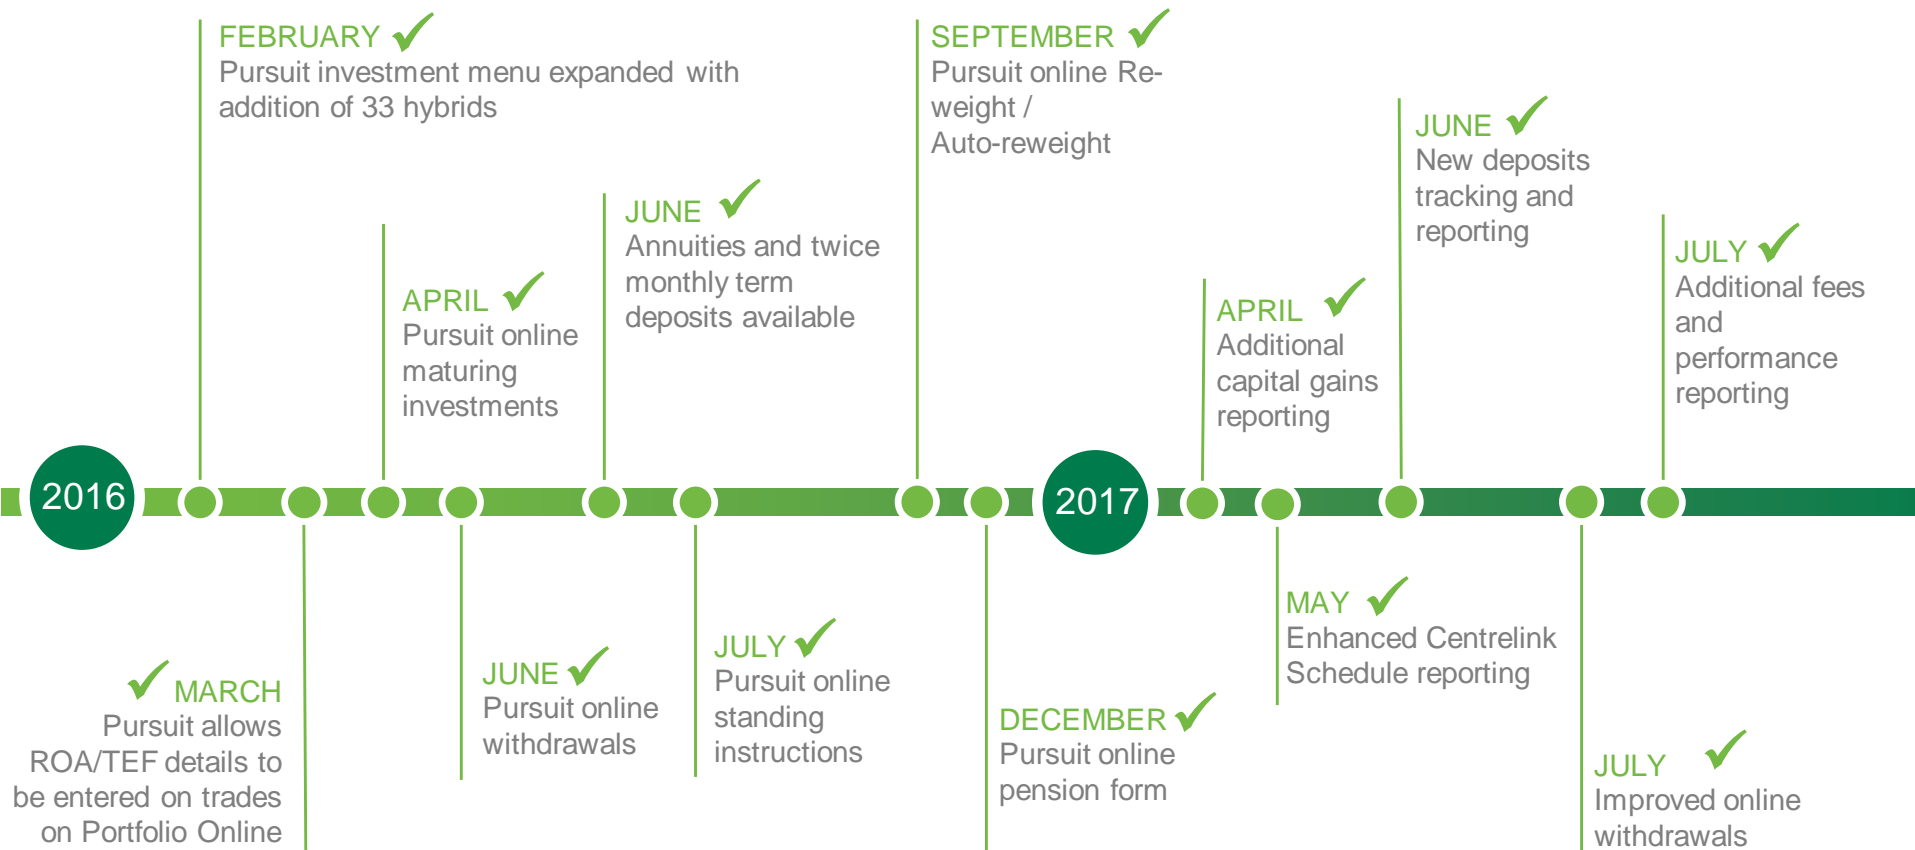 FEBRUARY
Pursuit investment menu expanded with
addition of 33 hybrids
SEPTEMBER
Pursuit online Re-
weight /
Auto-reweight
JUNE
New deposits
tracking and
reporting
JUNE
Annuities and twice
monthly term
deposits available
JULY
Additional fees
and
performance
reporting
APRIL
Pursuit online
maturing
investments
APRIL
Additional
capital gains
reporting
2016
2017
MARCH
Pursuit allows
ROA/TEF details to
be entered on trades
on Portfolio Online
JUNE
Pursuit online
withdrawals
JULY
Pursuit online
standing
instructions
DECEMBER
Pursuit online
pension form
MAY
Enhanced Centrelink
Schedule reporting
JULY
Improved online
withdrawals